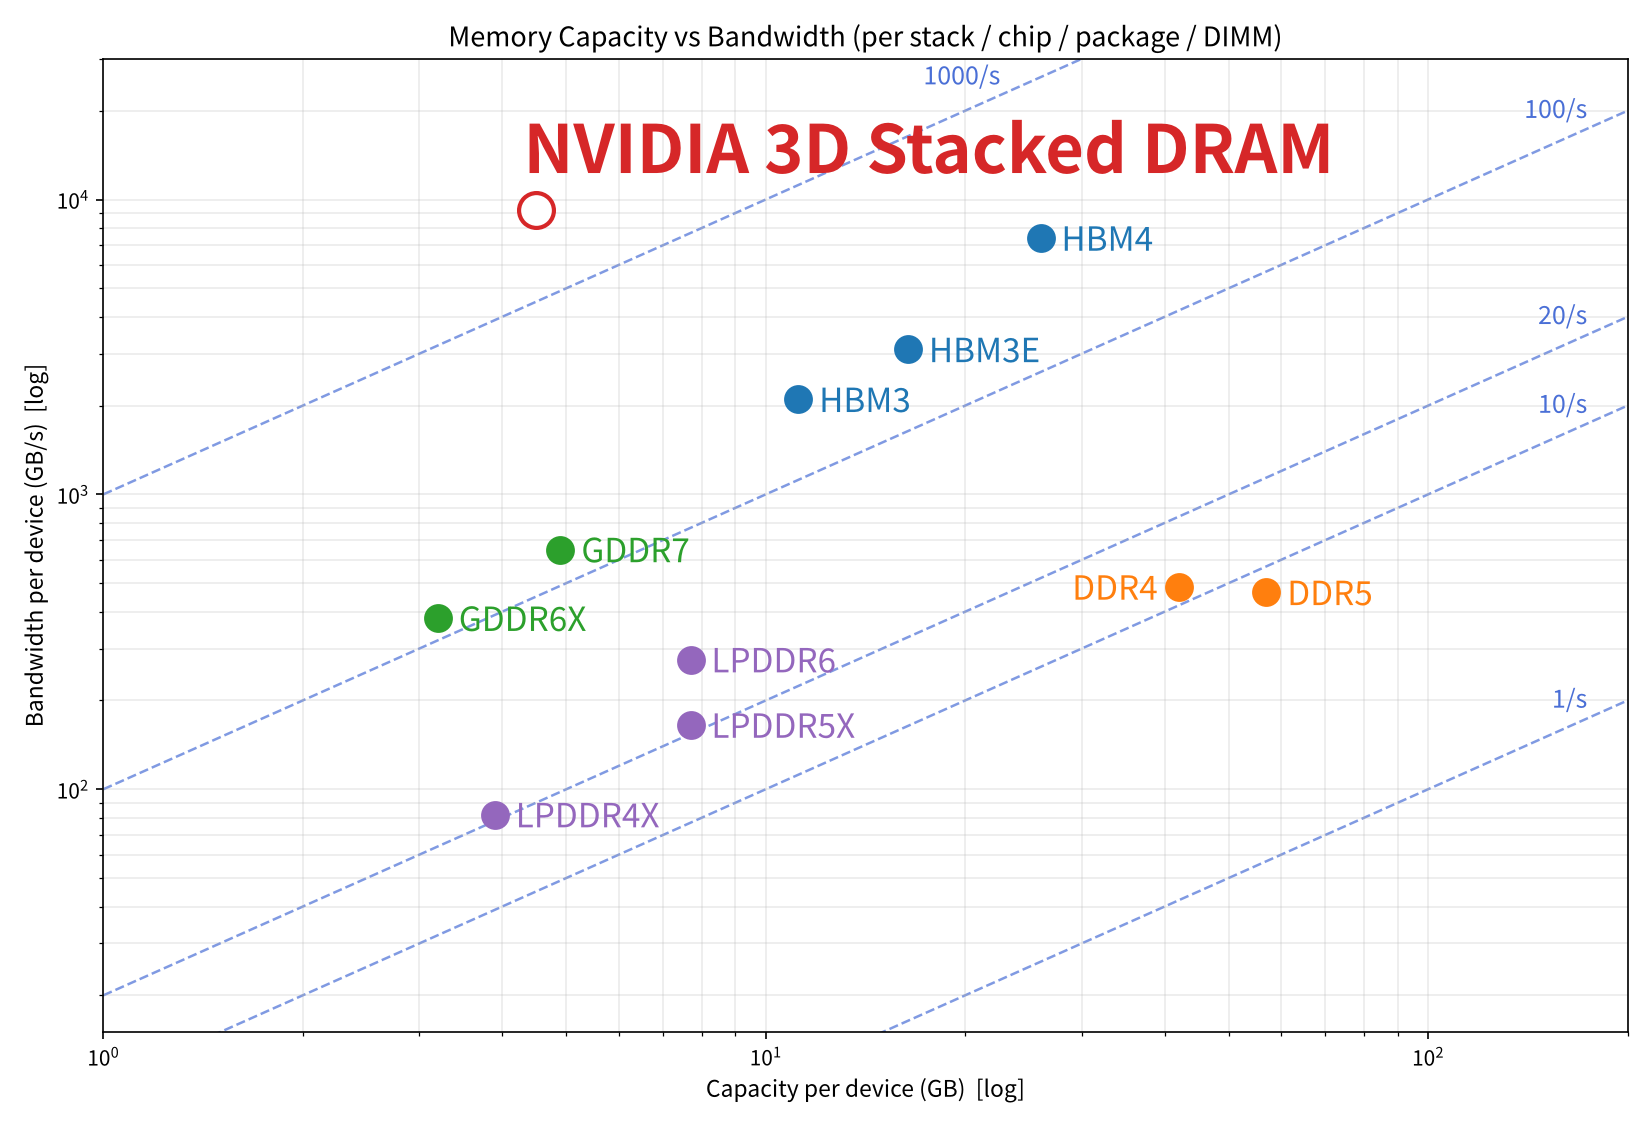 Memory Capacity vs Bandwidth (per stack / chip / package / DIMM)
1000/s
100/s
NVIDIA 3D Stacked DRAM
10⁴
HBM4
20/s
HBM3E
HBM3
10/s
Bandwidth per device (GB/s) [log]
10³
GDDR7
DDR4
DDR5
GDDR6X
LPDDR6
1/s
LPDDR5X
10²
LPDDR4X
10⁰
10¹
10²
Capacity per device (GB) [log]